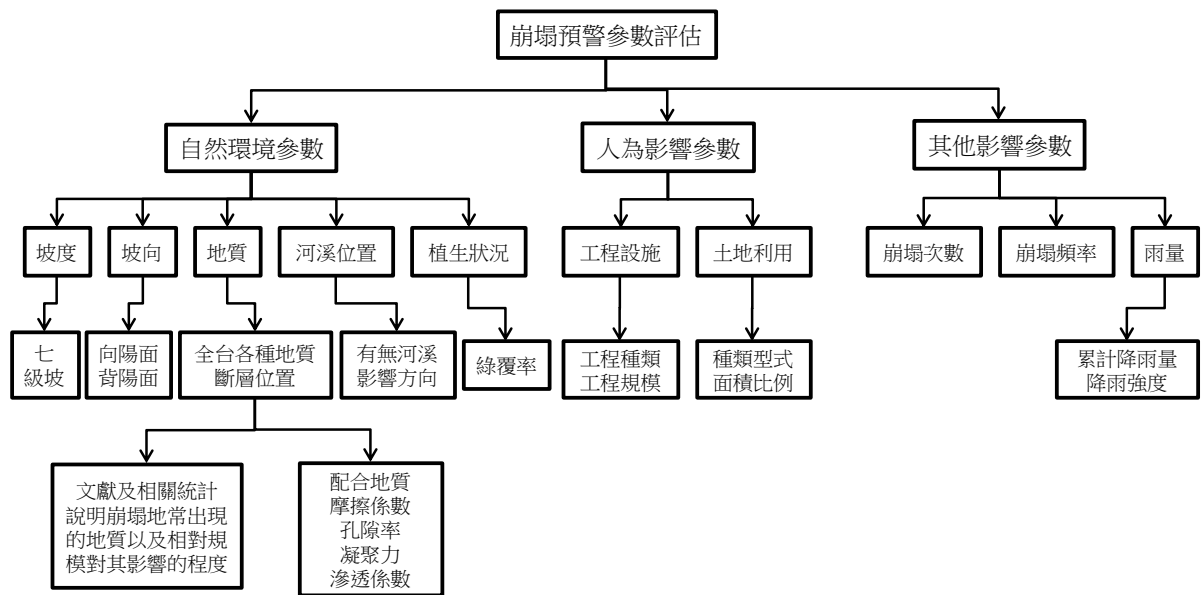 崩塌預警參數評估
自然環境參數
人為影響參數
其他影響參數
坡度
坡向
地質
河溪位置
植生狀況
工程設施
土地利用
崩塌次數
崩塌頻率
雨量
七
級坡
向陽面
背陽面
全台各種地質
斷層位置
有無河溪
影響方向
綠覆率
工程種類
工程規模
種類型式
面積比例
累計降雨量
降雨強度
文獻及相關統計
說明崩塌地常出現
的地質以及相對規
模對其影響的程度
配合地質
摩擦係數
孔隙率
凝聚力
滲透係數